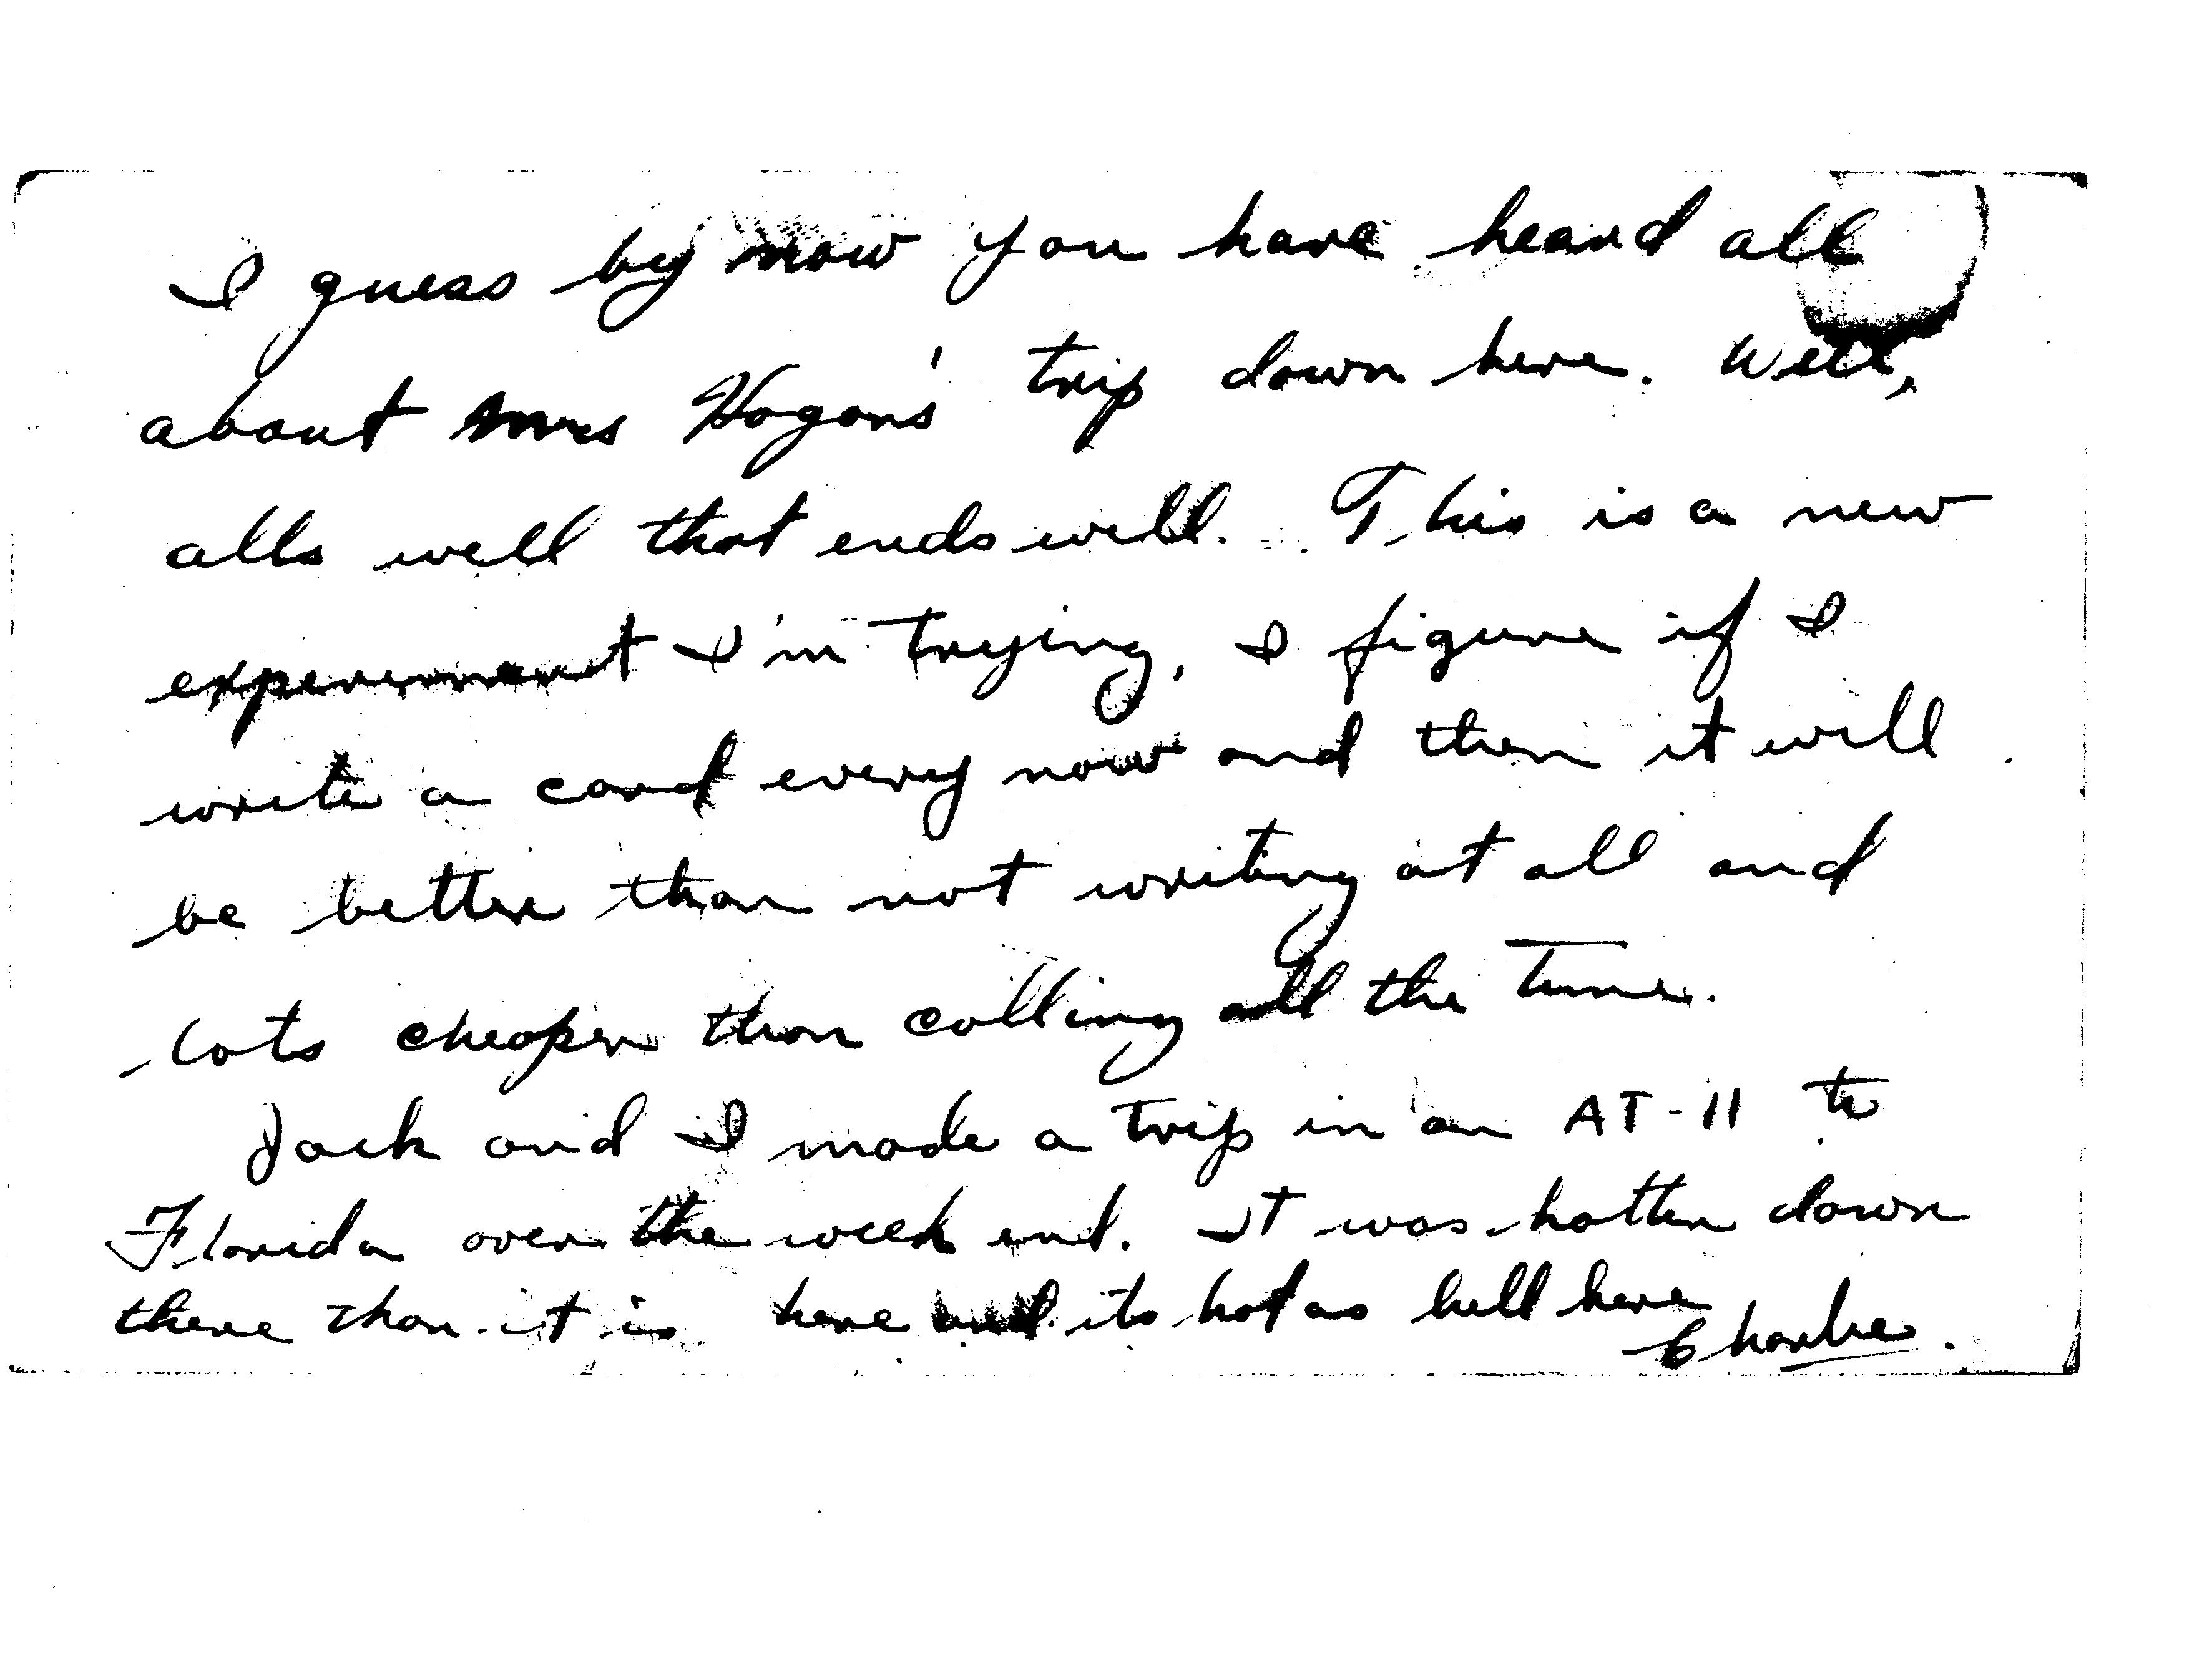 I guess by now you have heard all
about Mrs Hogans' trip down here. Well,
alls well that ends well. This is a new
experiment I'm trying, I figure if I
write a card every now and then it will
be better than not writing at all and
lots cheaper than calling all the time.
Jack and I made a trip in an AT-11 to
Florida over the week end. It was hotter down
there than it is here and its hot as hell here
Charlie.